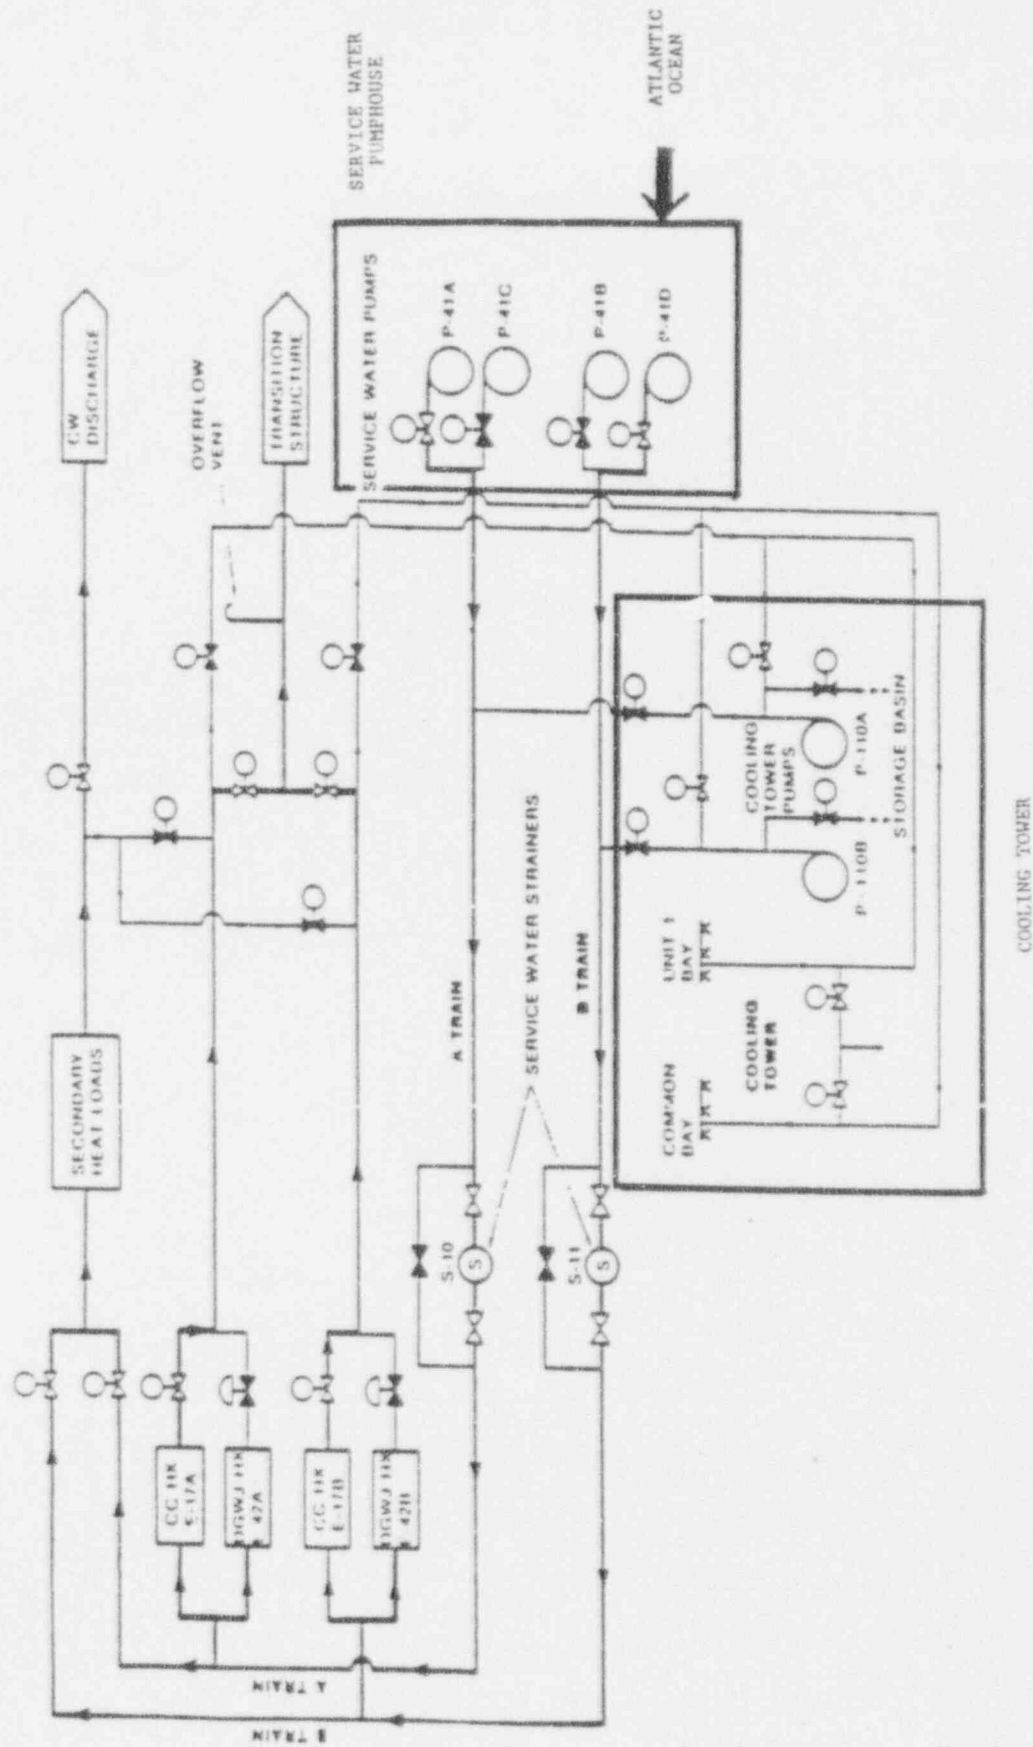 CW
DISCHARGE
OVERFLOW
VENT
TRANSITION
STRUCTURE
SERVICE WATER
PUMPHOUSE
ATLANTIC
OCEAN
SERVICE WATER PUMPS
P-41A
P-41C
P-41B
P-41D
SECONDARY
HEAT LOADS
A TRAIN
B TRAIN
SERVICE WATER STRAINERS
COOLING
TOWER
PUMPS
P-110A
P-110B
STORAGE BASIN
UNIT 1
BAY
COOLING
TOWER
COMMON
BAY
COOLING TOWER
S-10
S
S-11
S
CC HX
E-17A
DGWJ HX
E-42A
CC HX
E-17B
DGWJ HX
E-42B
A TRAIN
B TRAIN